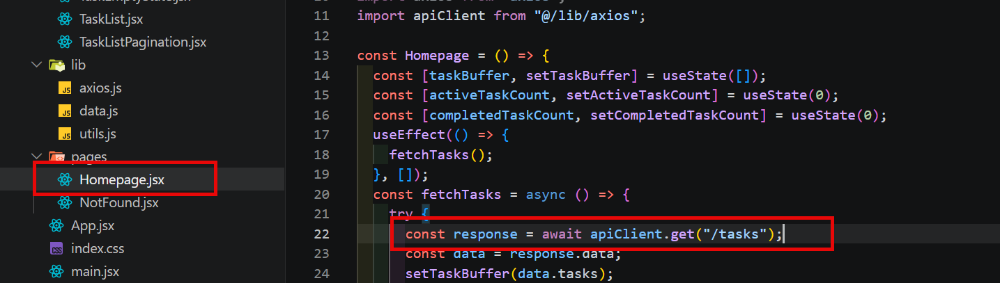 TaskList.jsx
TaskListPagination.jsx
lib
JS axios.js
JS data.js
JS utils.js
pages
Homepage.jsx
NotFound.jsx
App.jsx
CSS index.css
main.jsx
11 import apiClient from "@/lib/axios";
12
13 const Homepage = () => {
14 const [taskBuffer, setTaskBuffer] = useState([]);
15 const [activeTaskCount, setActiveTaskCount] = useState(0);
16 const [completedTaskCount, setCompletedTaskCount] = useState(0);
17 useEffect(() => {
18 fetchTasks();
19 }, []);
20 const fetchTasks = async () => {
21 try {
22 const response = await apiClient.get("/tasks");
23 const data = response.data;
24 setTaskBuffer(data.tasks);